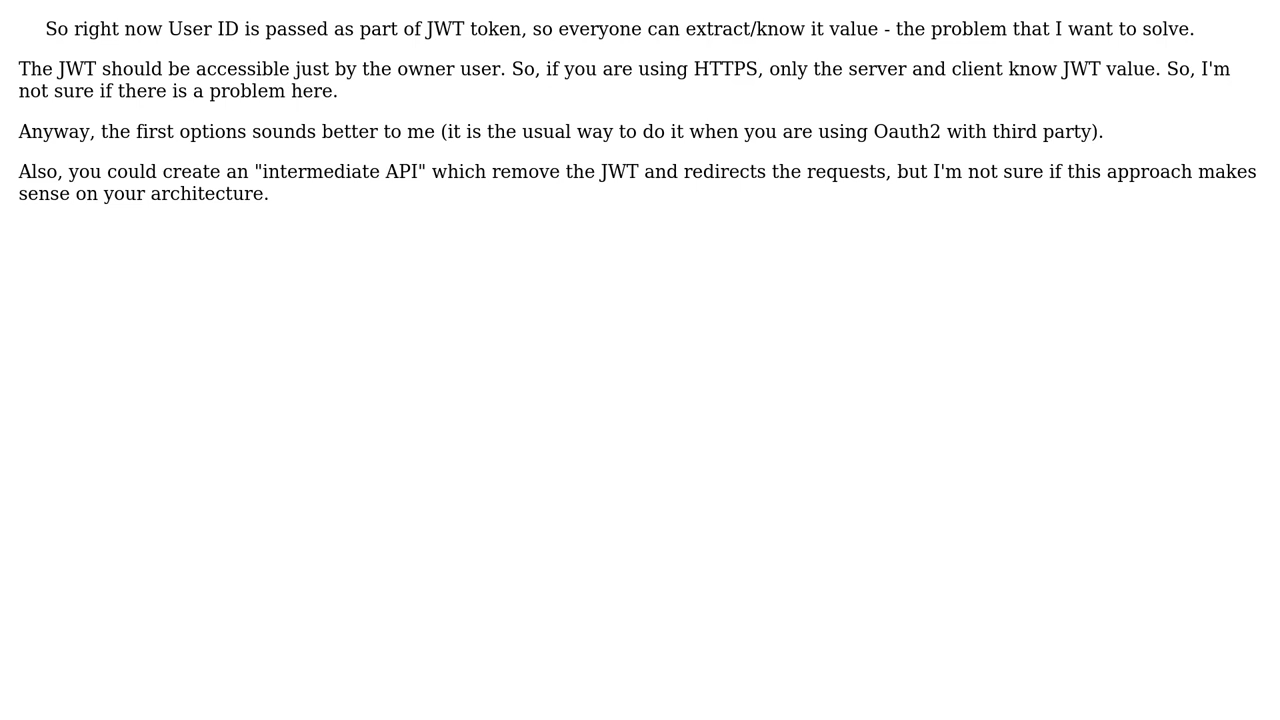 So right now User ID is passed as part of JWT token, so everyone can extract/know it value - the problem that I want to solve.
The JWT should be accessible just by the owner user. So, if you are using HTTPS, only the server and client know JWT value. So, I'm
not sure if there is a problem here.
Anyway, the first options sounds better to me (it is the usual way to do it when you are using Oauth2 with third party).
Also, you could create an "intermediate API" which remove the JWT and redirects the requests, but I'm not sure if this approach makes
sense on your architecture.